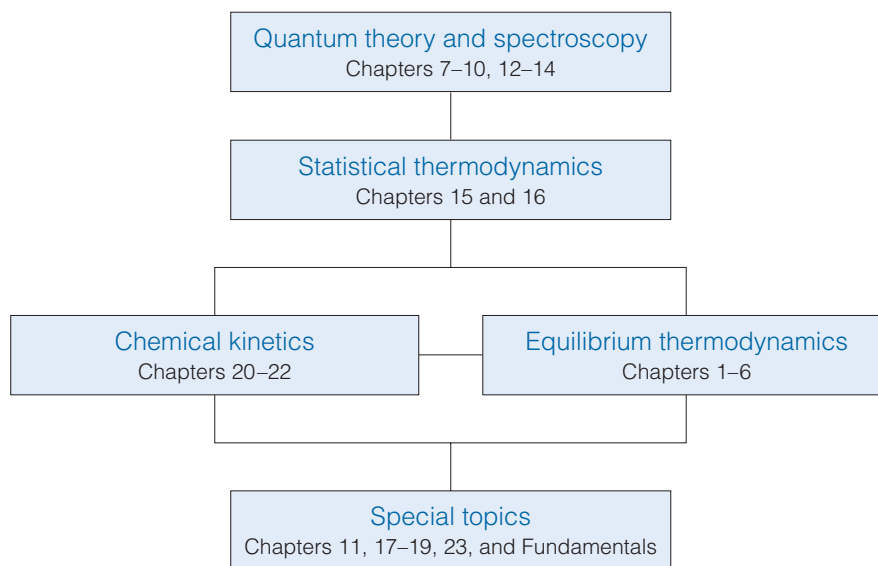 Quantum theory and spectroscopy
Chapters 7–10, 12–14
Statistical thermodynamics
Chapters 15 and 16
Chemical kinetics
Chapters 20–22
Equilibrium thermodynamics
Chapters 1–6
Special topics
Chapters 11, 17–19, 23, and Fundamentals